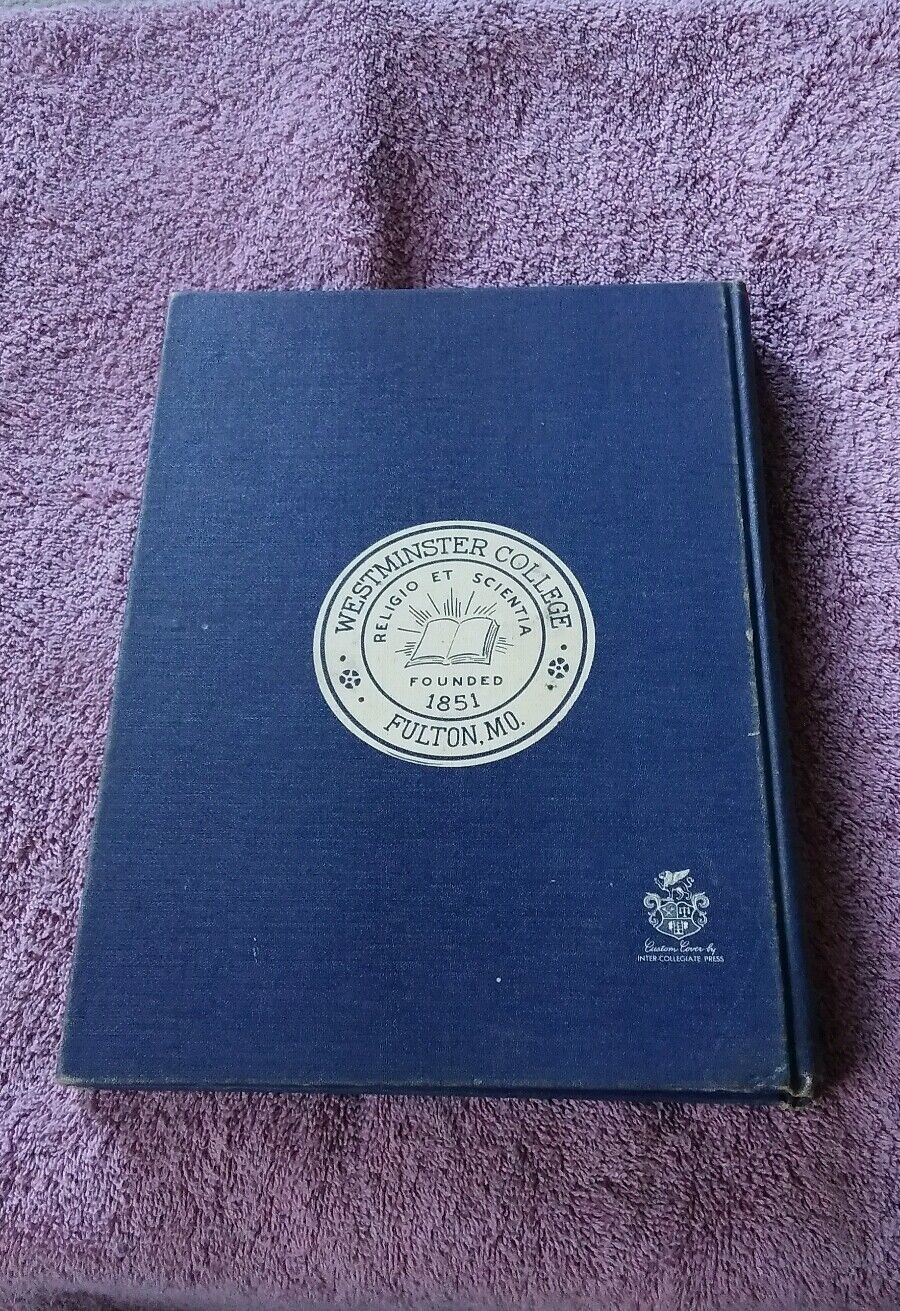 WESTMINSTER COLLEGE
RELIGIO ET SCIENTIA
FOUNDED
1851
FULTON, MO.
Custom Cover by
INTER-COLLEGIATE PRESS